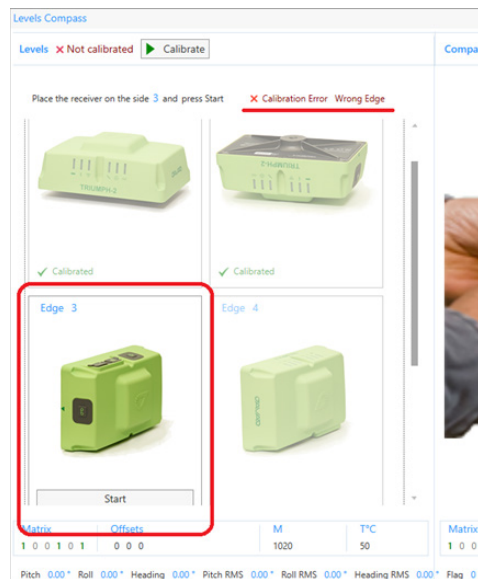 Levels Compass
Levels × Not calibrated Calibrate
Compa
Place the receiver on the side 3 and press Start × Calibration Error Wrong Edge
TRIUMPH-2
TRIUMPH-2
✓ Calibrated
✓ Calibrated
Edge 3
Edge 4
Start
Matrix Offsets M T°C
1 0 0 1 0 1 0 0 0 1020 50
Matrix
1 0 0
Pitch 0.00 ° Roll 0.00 ° Heading 0.00 ° Pitch RMS 0.00 ° Roll RMS 0.00 ° Heading RMS 0.00 ° Flag 0